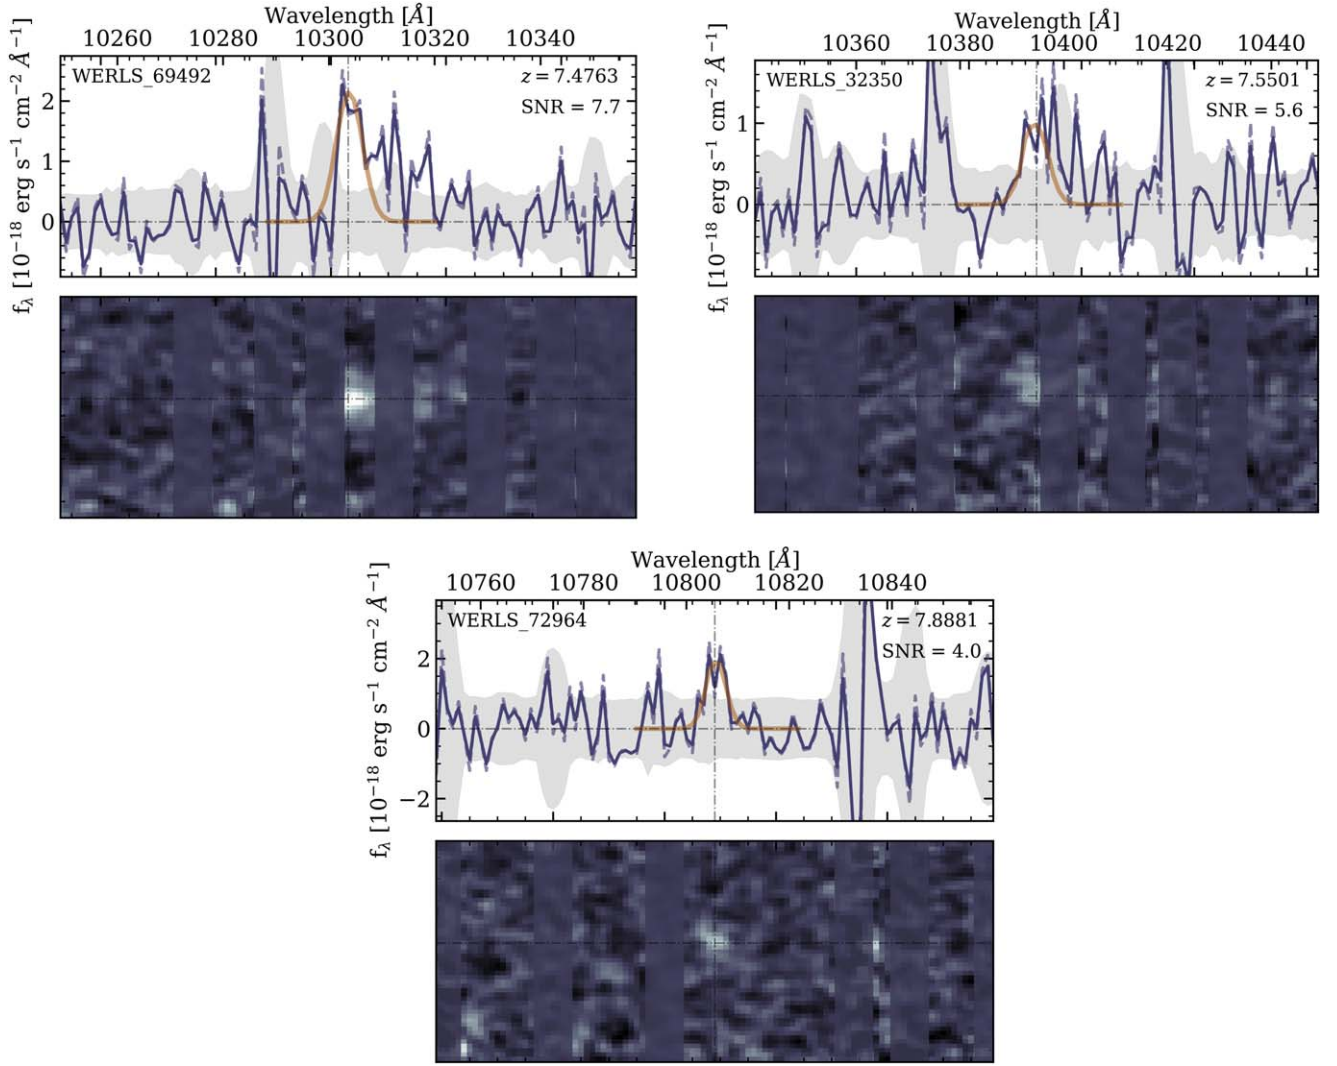 Wavelength [Å]
10260 10280 10300 10320 10340
WERLS_69492
z = 7.4763
SNR = 7.7
2
1
0
f_λ [10⁻¹⁸ erg s⁻¹ cm⁻² Å⁻¹]
Wavelength [Å]
10360 10380 10400 10420 10440
WERLS_32350
z = 7.5501
SNR = 5.6
1
0
f_λ [10⁻¹⁸ erg s⁻¹ cm⁻² Å⁻¹]
Wavelength [Å]
10760 10780 10800 10820 10840
WERLS_72964
z = 7.8881
SNR = 4.0
2
0
−2
f_λ [10⁻¹⁸ erg s⁻¹ cm⁻² Å⁻¹]